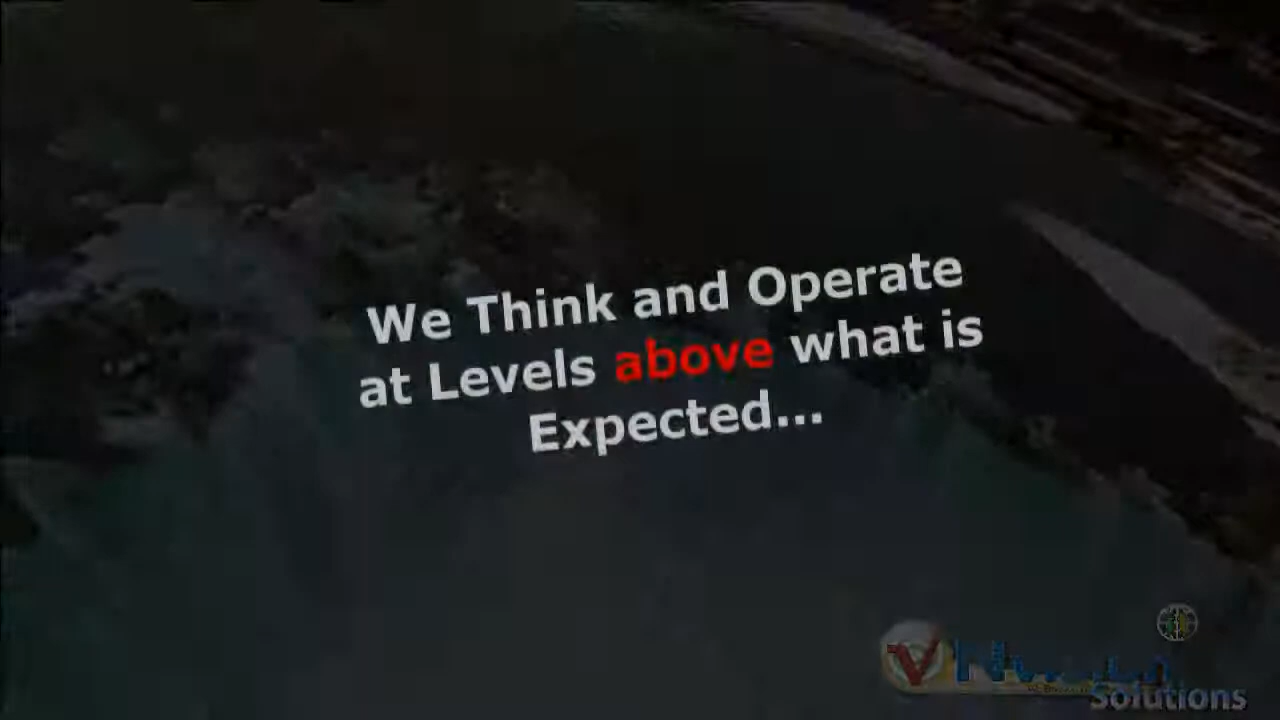 We Think and Operate
at Levels above what is
Expected...
Solutions